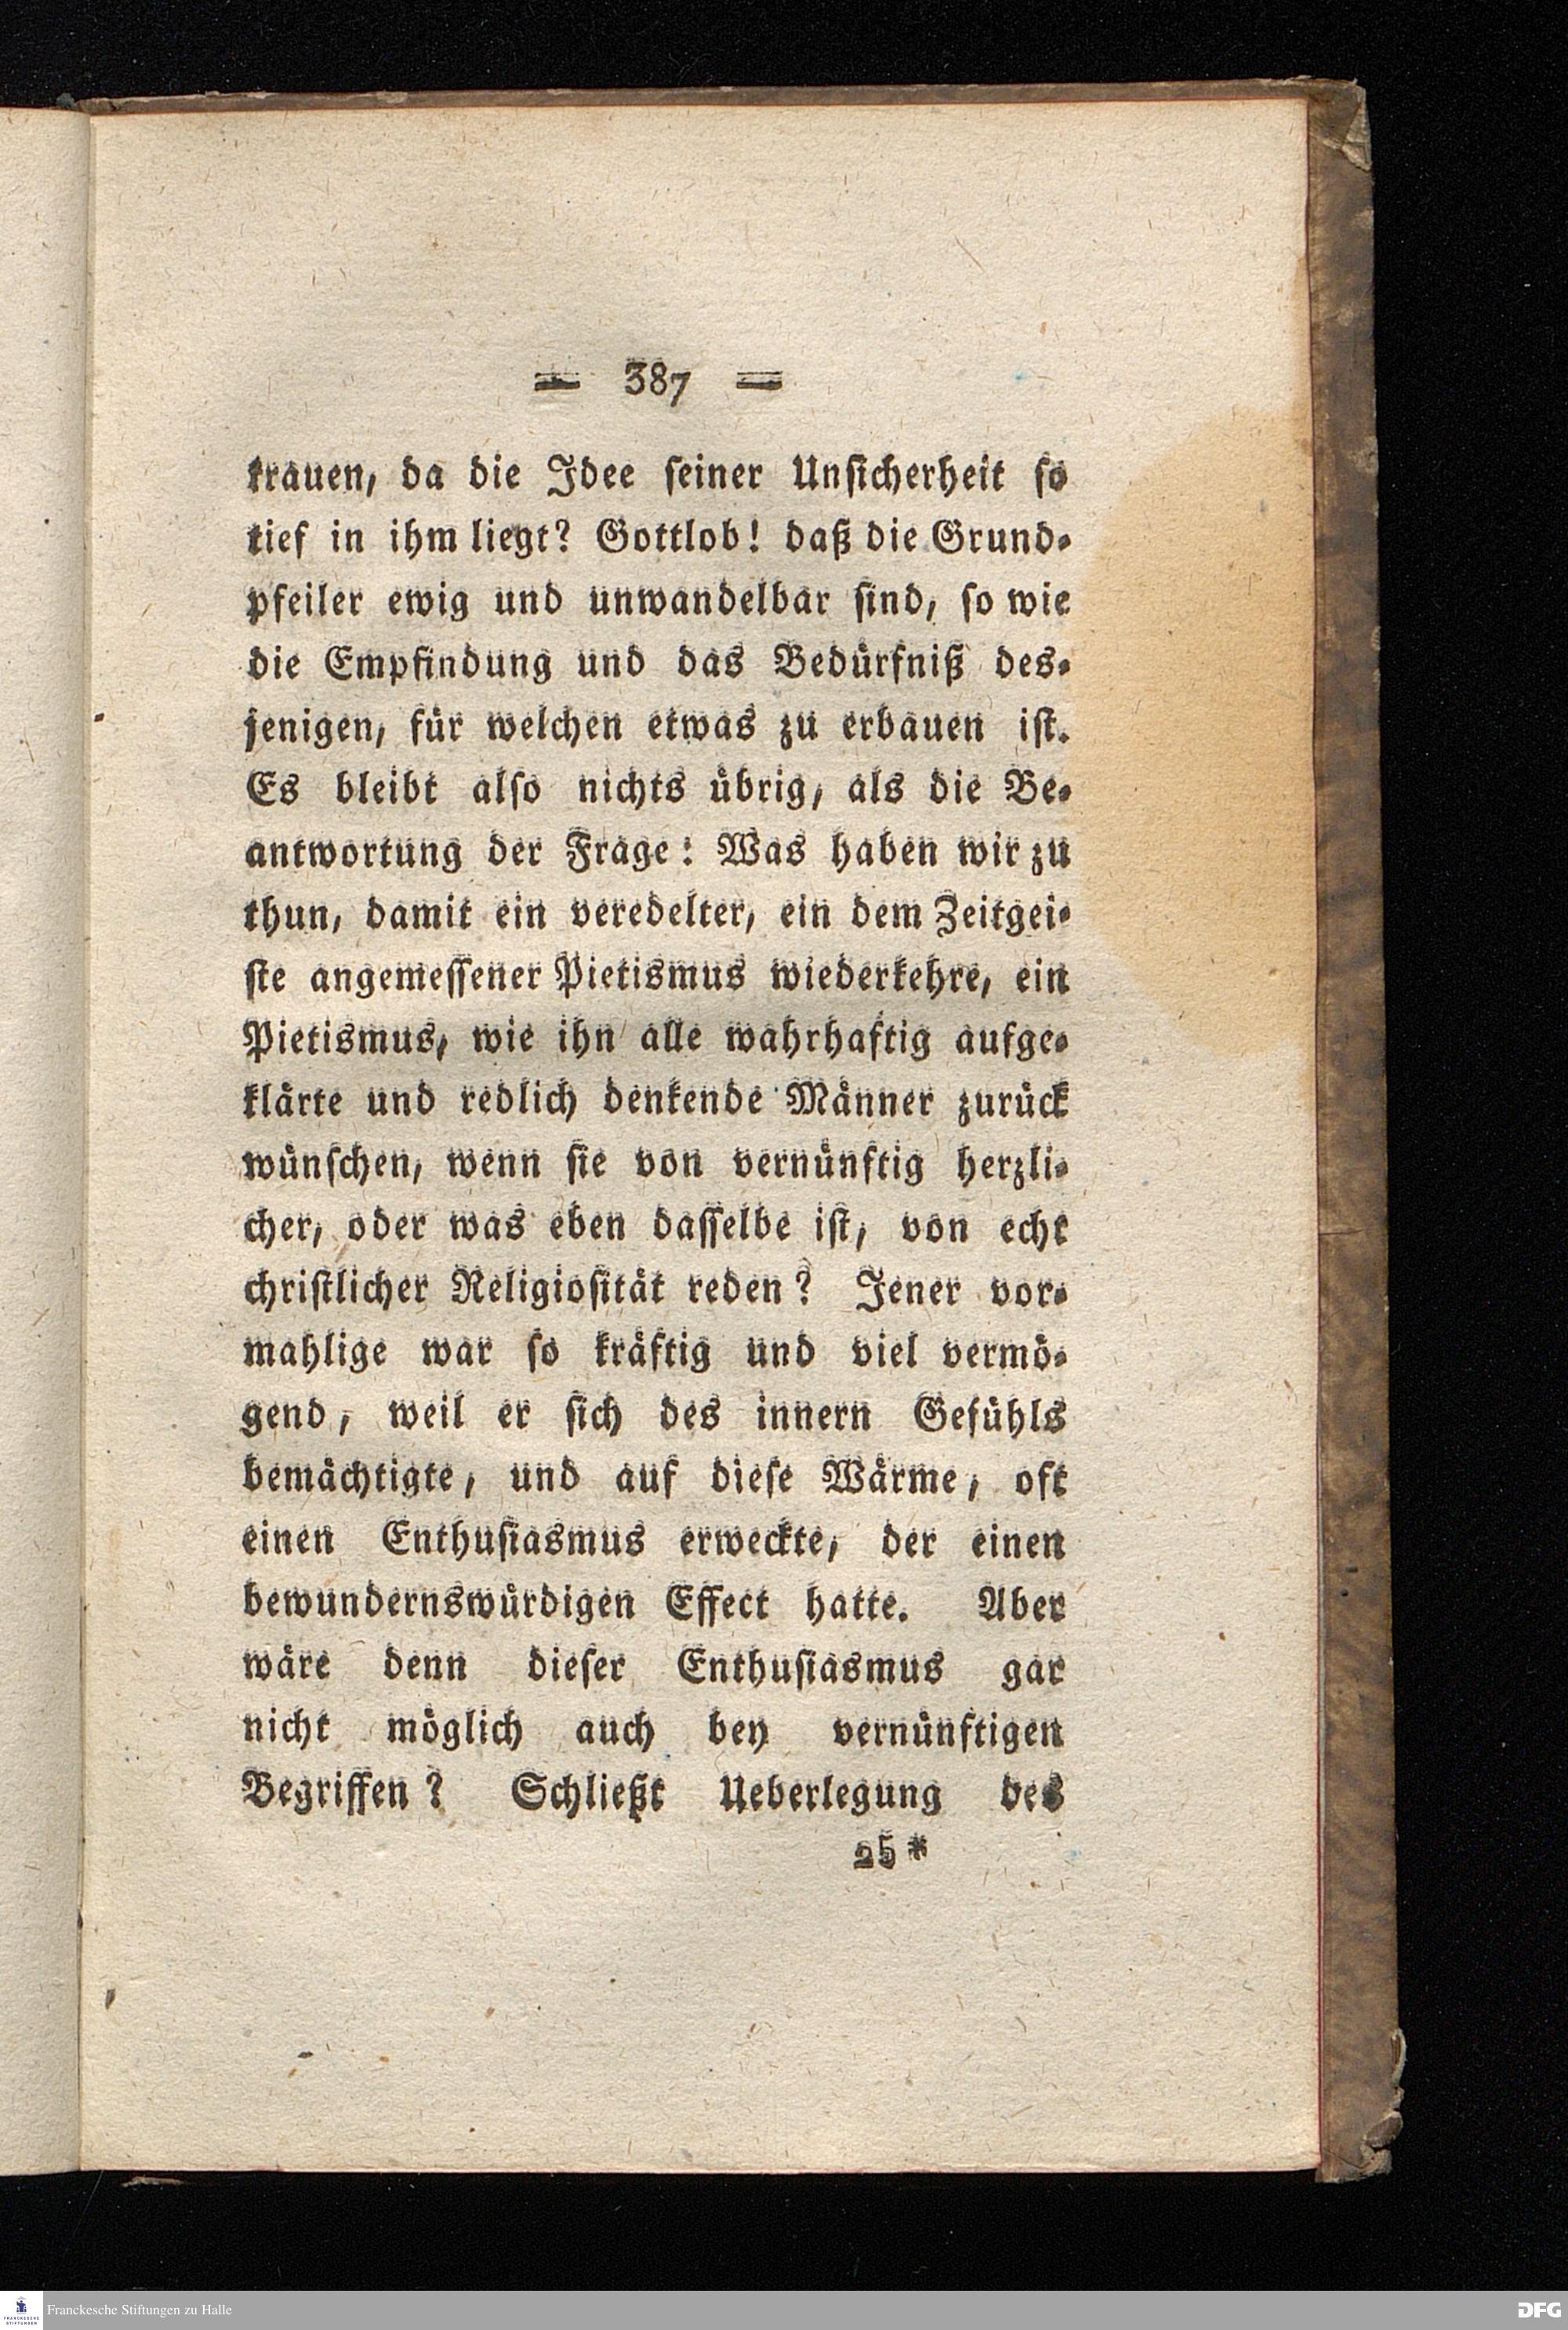 = 387 =
trauen, da die Idee ſeiner Unſicherheit ſo
tief in ihm liegt? Gottlob! daß die Grund-
pfeiler ewig und unwandelbar ſind, ſo wie
die Empfindung und das Bedürfniß des-
jenigen, für welchen etwas zu erbauen iſt.
Es bleibt alſo nichts übrig, als die Be-
antwortung der Frage: Was haben wir zu
thun, damit ein veredelter, ein dem Zeitgei-
ſte angemeſſener Pietismus wiederkehre, ein
Pietismus, wie ihn alle wahrhaftig aufge-
klärte und redlich denkende Männer zurück
wünſchen, wenn ſie von vernünftig herzli-
cher, oder was eben daſſelbe iſt, von echt
chriſtlicher Religioſität reden? Jener vor-
mahlige war ſo kräftig und viel vermö-
gend, weil er ſich des innern Gefühls
bemächtigte, und auf dieſe Wärme, oft
einen Enthuſiasmus erweckte, der einen
bewundernswürdigen Effect hatte. Aber
wäre denn dieſer Enthuſiasmus gar
nicht möglich auch bey vernünftigen
Begriffen? Schließt Ueberlegung des
25*
FRANCKESCHE STIFTUNGEN
Franckesche Stiftungen zu Halle
DFG